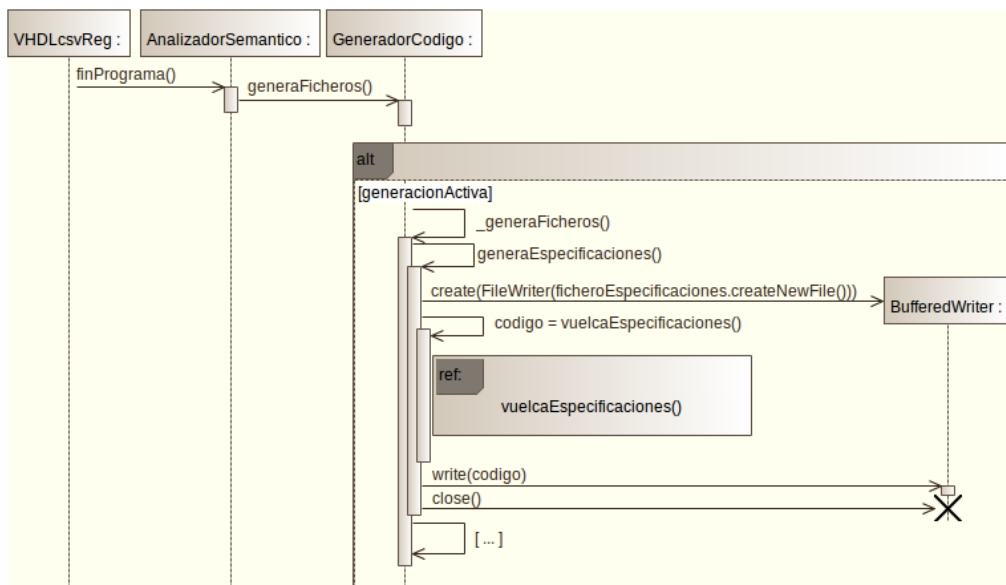 VHDLcsvReg :
AnalizadorSemantico :
GeneradorCodigo :
finPrograma()
generaFicheros()
alt
[generacionActiva]
_generaFicheros()
generaEspecificaciones()
create(FileWriter(ficheroEspecificaciones.createNewFile()))
BufferedWriter :
codigo = vuelcaEspecificaciones()
ref:
vuelcaEspecificaciones()
write(codigo)
close()
[ ... ]